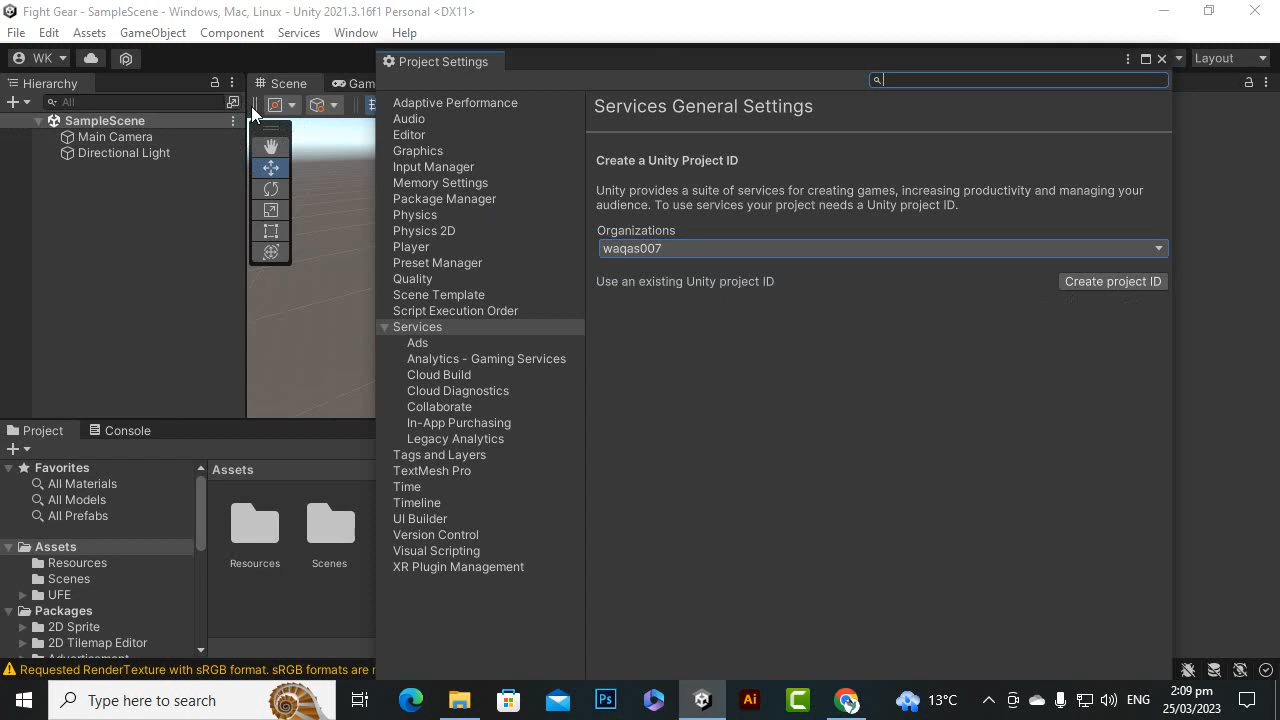 Fight Gear - SampleScene - Windows, Mac, Linux - Unity 2021.3.16f1 Personal <DX11>
File Edit Assets GameObject Component Services Window Help
WK
Layout
Hierarchy
All
SampleScene
Main Camera
Directional Light
Scene
Gam
Project Settings
Adaptive Performance
Audio
Editor
Graphics
Input Manager
Memory Settings
Package Manager
Physics
Physics 2D
Player
Preset Manager
Quality
Scene Template
Script Execution Order
Services
Ads
Analytics - Gaming Services
Cloud Build
Cloud Diagnostics
Collaborate
In-App Purchasing
Legacy Analytics
Tags and Layers
TextMesh Pro
Time
Timeline
UI Builder
Version Control
Visual Scripting
XR Plugin Management
Services General Settings
Create a Unity Project ID
Unity provides a suite of services for creating games, increasing productivity and managing your
audience. To use services your project needs a Unity project ID.
Organizations
waqas007
Use an existing Unity project ID
Create project ID
Project
Console
Favorites
All Materials
All Models
All Prefabs
Assets
Resources
Scenes
UFE
Packages
2D Sprite
2D Tilemap Editor
Assets
Resources
Scenes
Requested RenderTexture with sRGB format. sRGB formats are r
Type here to search
Ps
Ai
C
13°C
ENG
2:09 pm
25/03/2023